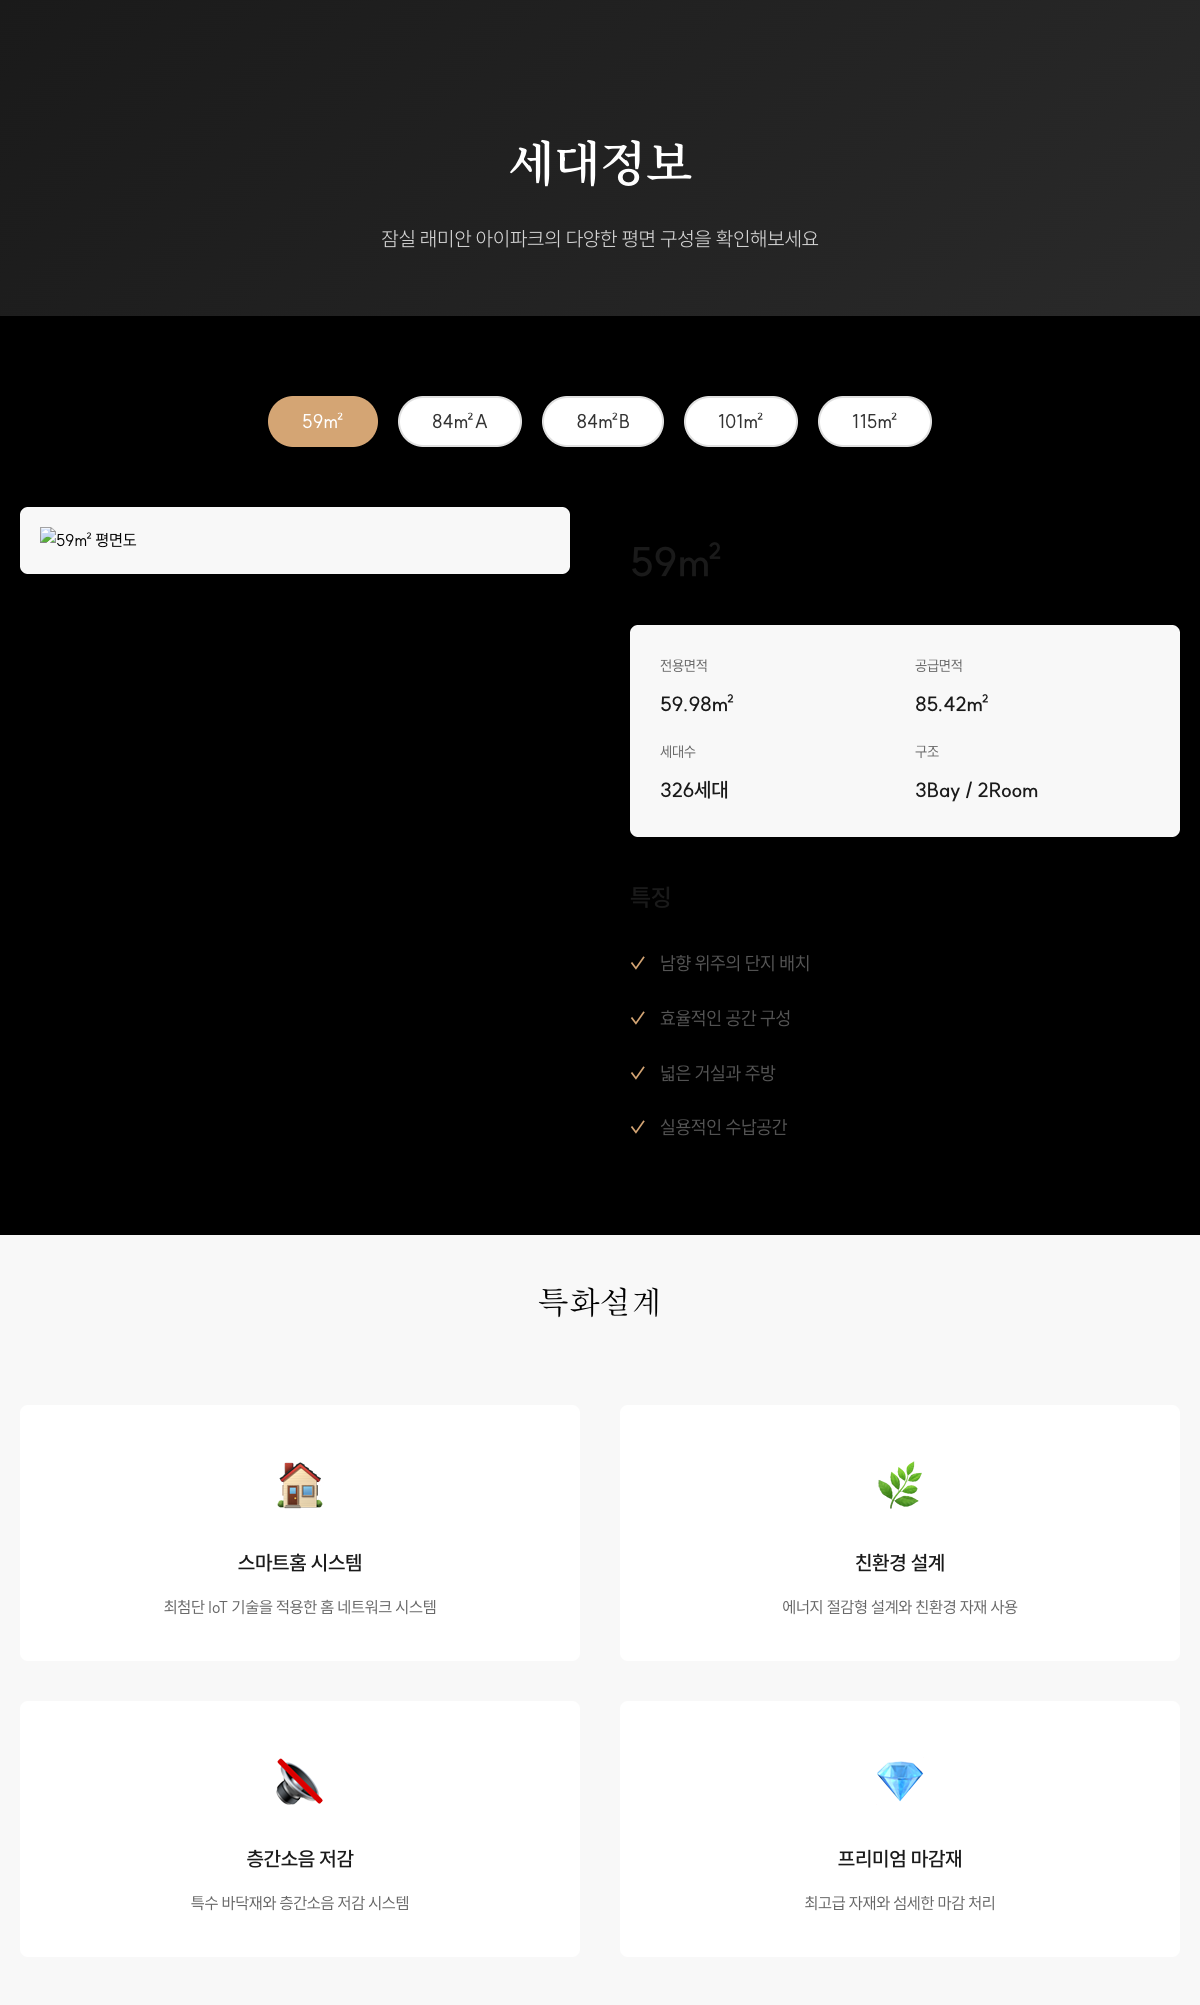 세대정보
잠실 래미안 아이파크의 다양한 평면 구성을 확인해보세요
59m²
84m²A
84m²B
101m²
115m²
59m² 평면도
59m²
전용면적
59.98m²
공급면적
85.42m²
세대수
326세대
구조
3Bay / 2Room
특징
✓ 남향 위주의 단지 배치
✓ 효율적인 공간 구성
✓ 넓은 거실과 주방
✓ 실용적인 수납공간
특화설계
스마트홈 시스템
최첨단 IoT 기술을 적용한 홈 네트워크 시스템
친환경 설계
에너지 절감형 설계와 친환경 자재 사용
층간소음 저감
특수 바닥재와 층간소음 저감 시스템
프리미엄 마감재
최고급 자재와 섬세한 마감 처리